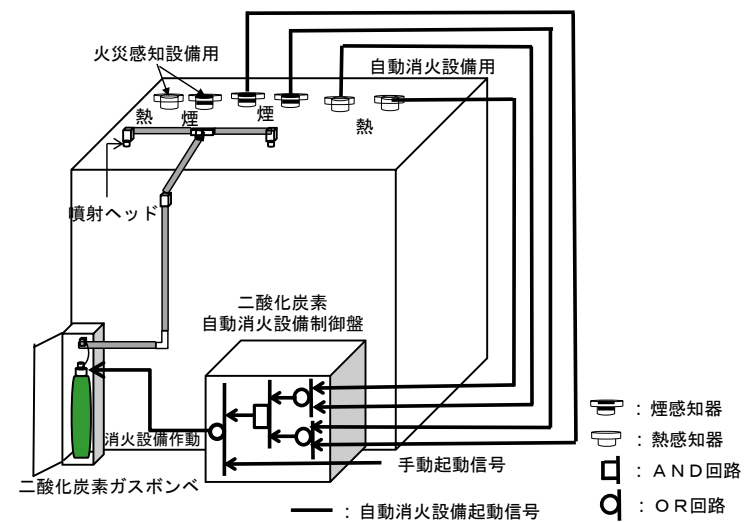 火災感知設備用
自動消火設備用
熱
煙
煙
熱
噴射ヘッド
二酸化炭素
自動消火設備制御盤
消火設備作動
手動起動信号
二酸化炭素ガスボンベ
：煙感知器
：熱感知器
：ＡＮＤ回路
：ＯＲ回路
：自動消火設備起動信号